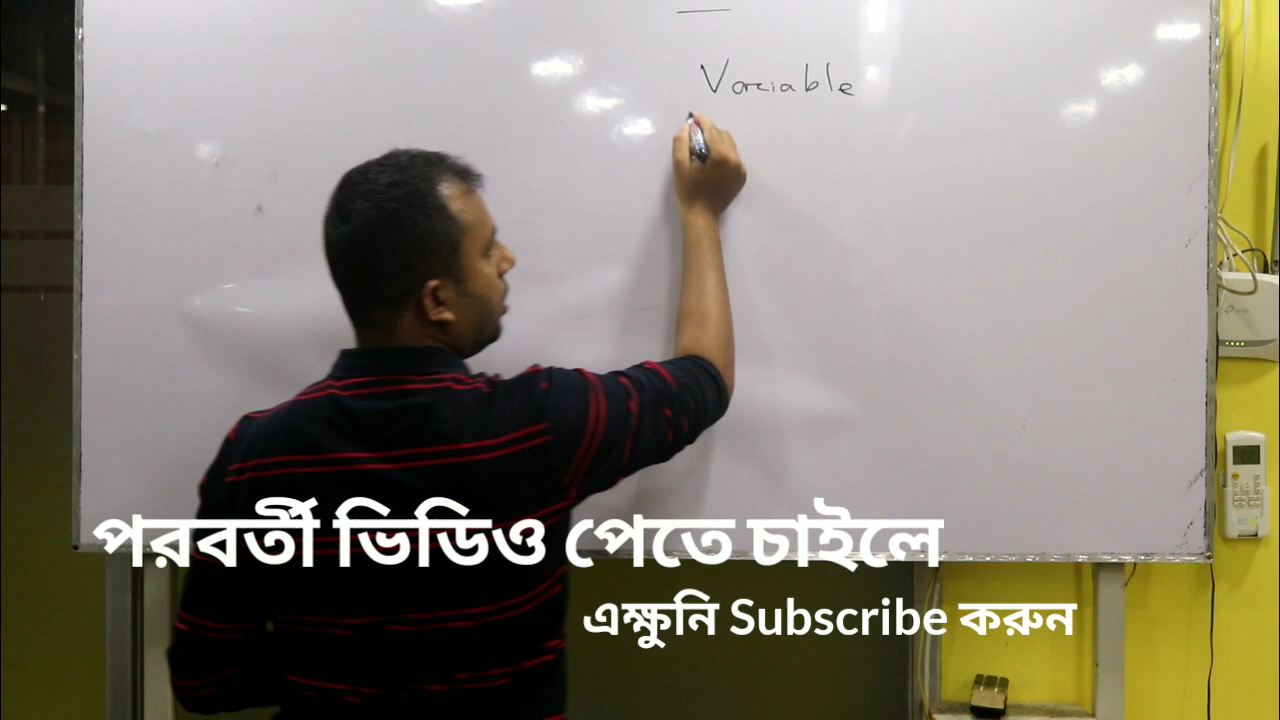 Variable
পরবর্তী ভিডিও পেতে চাইলে
এক্ষুনি Subscribe করুন